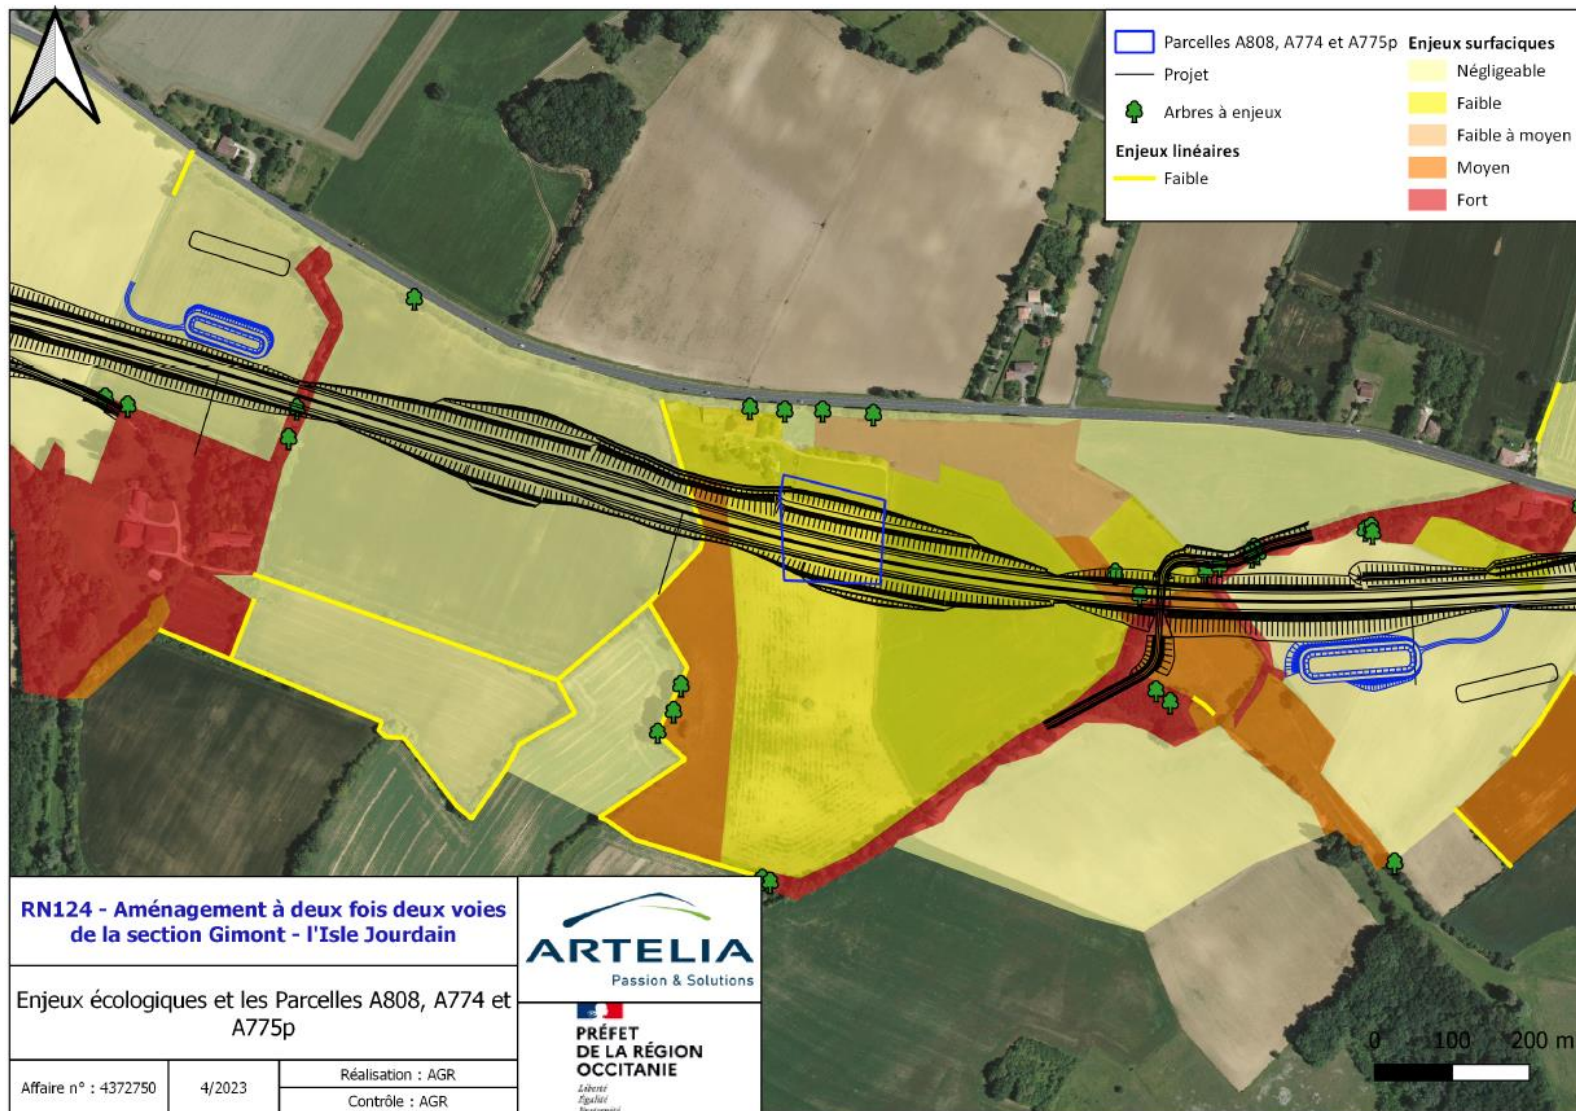 Parcelles A808, A774 et A775p
Projet
Arbres à enjeux
Enjeux linéaires
Faible
Enjeux surfaciques
Négligeable
Faible
Faible à moyen
Moyen
Fort
RN124 - Aménagement à deux fois deux voies
de la section Gimont - l'Isle Jourdain
Enjeux écologiques et les Parcelles A808, A774 et
A775p
Affaire n° : 4372750
4/2023
Réalisation : AGR
Contrôle : AGR
ARTELIA
Passion & Solutions
PRÉFET
DE LA RÉGION
OCCITANIE
Liberté
Égalité
Fraternité
0 100 200 m